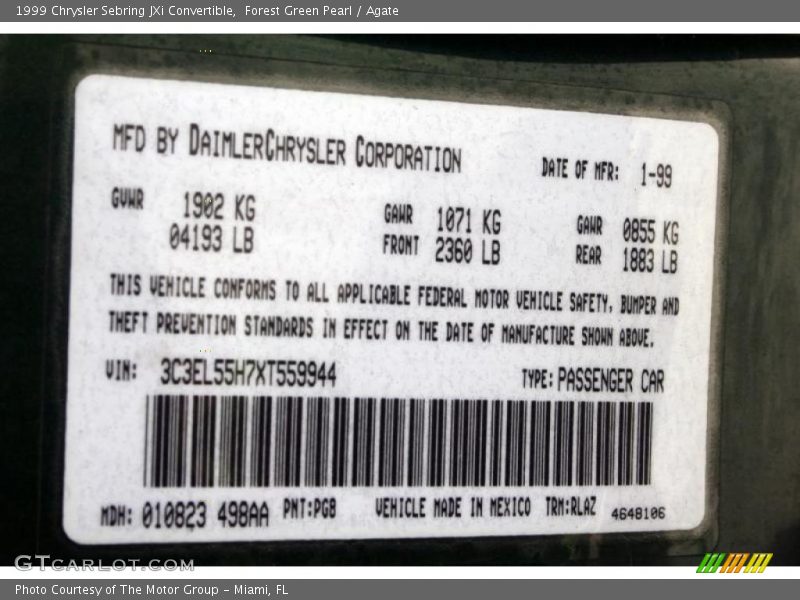 1999 Chrysler Sebring JXi Convertible, Forest Green Pearl / Agate
MFD BY DAIMLERCHRYSLER CORPORATION
DATE OF MFR: 1-99
GVWR 1902 KG GAWR 1071 KG GAWR 0855 KG
04193 LB FRONT 2360 LB REAR 1883 LB
THIS VEHICLE CONFORMS TO ALL APPLICABLE FEDERAL MOTOR VEHICLE SAFETY, BUMPER AND
THEFT PREVENTION STANDARDS IN EFFECT ON THE DATE OF MANUFACTURE SHOWN ABOVE.
VIN: 3C3EL55H7XT559944 TYPE: PASSENGER CAR
MDH: 010823 498AA PNT:PG8 VEHICLE MADE IN MEXICO TRM:RLAZ 4648106
GTCARLOT.COM
Photo Courtesy of The Motor Group - Miami, FL